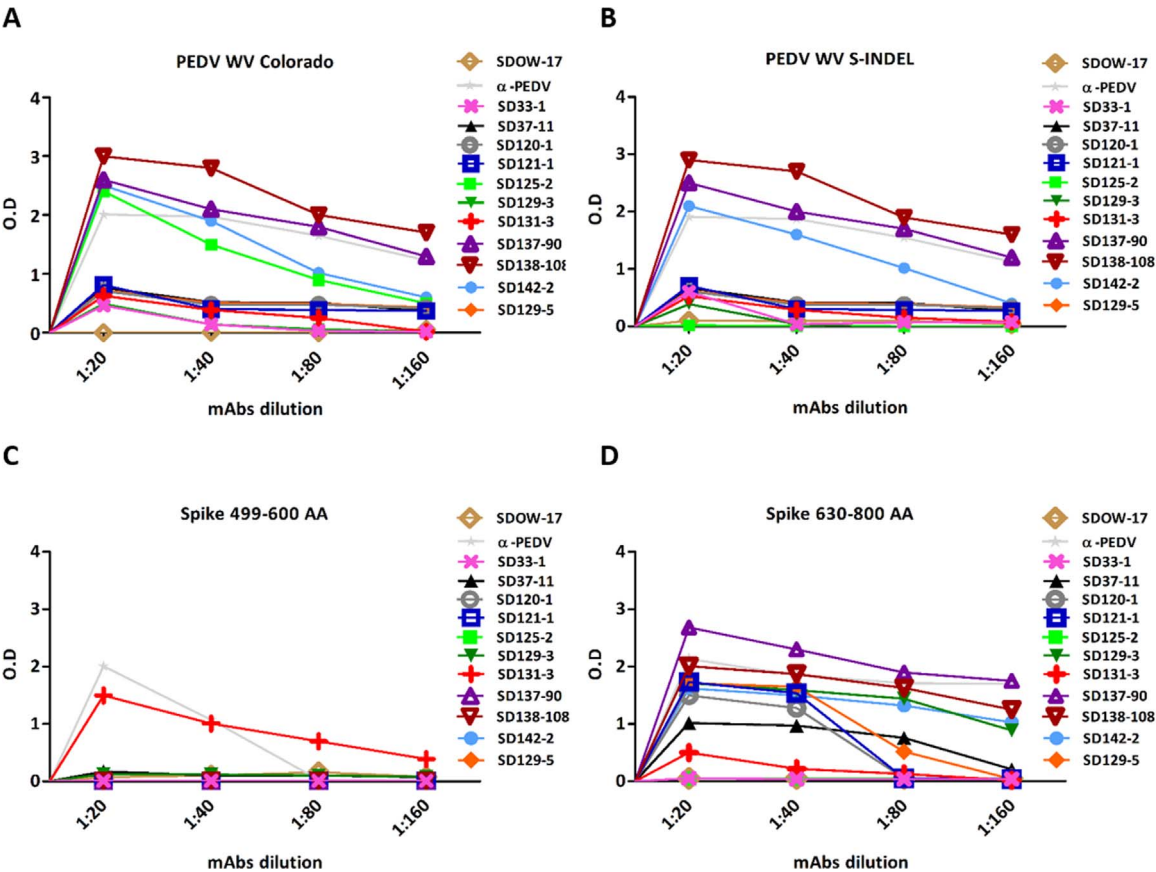 A
PEDV WV Colorado
4
3
2
1
0
O.D
1:20
1:40
1:80
1:160
mAbs dilution
SDOW-17
α-PEDV
SD33-1
SD37-11
SD120-1
SD121-1
SD125-2
SD129-3
SD131-3
SD137-90
SD138-108
SD142-2
SD129-5
B
PEDV WV S-INDEL
4
3
2
1
0
O.D
1:20
1:40
1:80
1:160
mAbs dilution
SDOW-17
α-PEDV
SD33-1
SD37-11
SD120-1
SD121-1
SD125-2
SD129-3
SD131-3
SD137-90
SD138-108
SD142-2
SD129-5
C
Spike 499-600 AA
4
3
2
1
0
O.D
1:20
1:40
1:80
1:160
mAbs dilution
SDOW-17
α-PEDV
SD33-1
SD37-11
SD120-1
SD121-1
SD125-2
SD129-3
SD131-3
SD137-90
SD138-108
SD142-2
SD129-5
D
Spike 630-800 AA
4
3
2
1
0
O.D
1:20
1:40
1:80
1:160
mAbs dilution
SDOW-17
α-PEDV
SD33-1
SD37-11
SD120-1
SD121-1
SD125-2
SD129-3
SD131-3
SD137-90
SD138-108
SD142-2
SD129-5